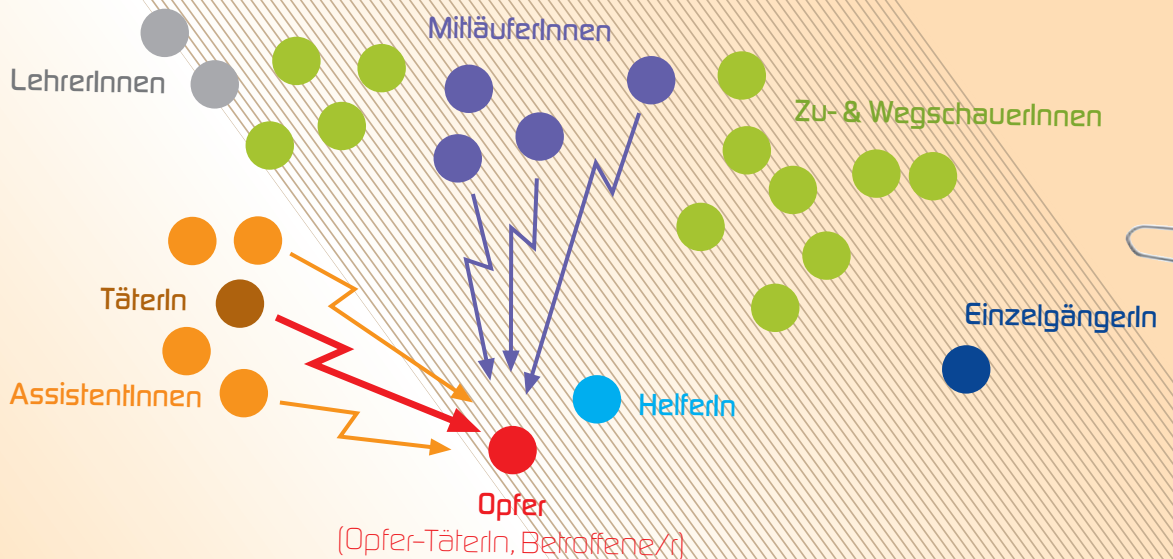 MitläuferInnen
LehrerInnen
Zu- & WegschauerInnen
TäterIn
EinzelgängerIn
AssistentInnen
HelferIn
Opfer
(Opfer-TäterIn, Betroffene/r)